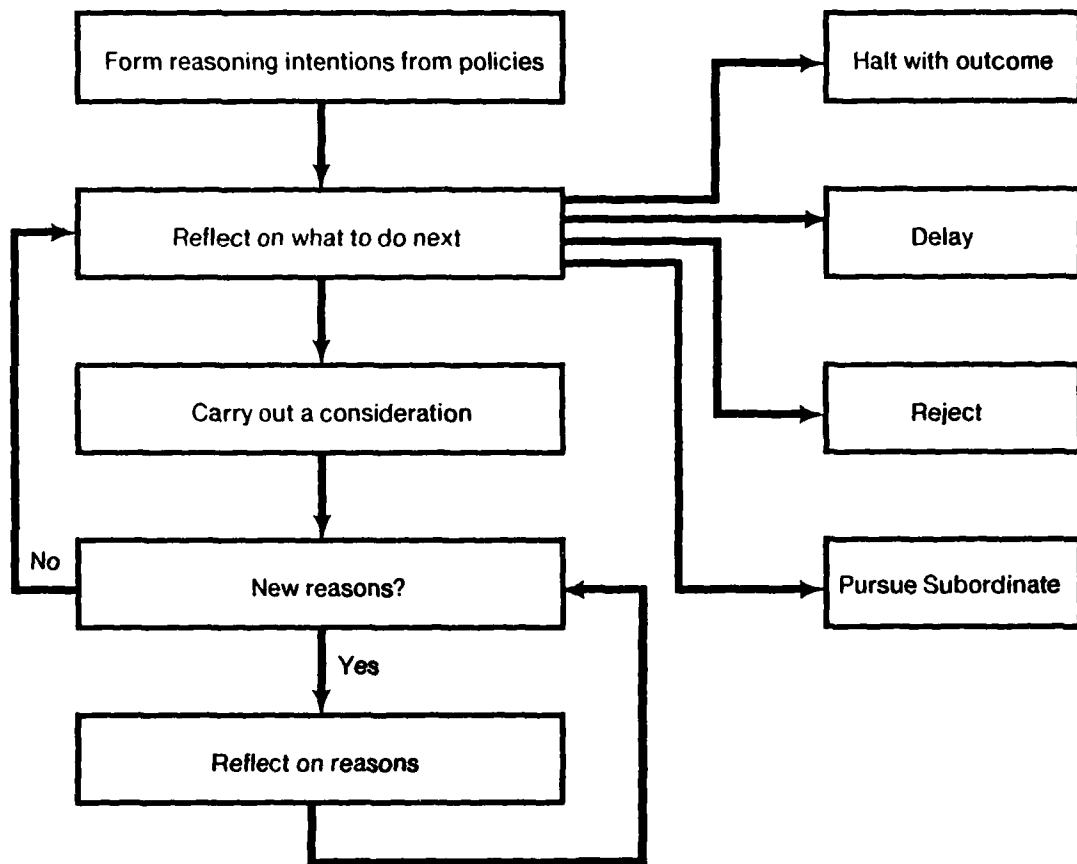 Form reasoning intentions from policies
Halt with outcome
Reflect on what to do next
Delay
Carry out a consideration
Reject
No
New reasons?
Pursue Subordinate
Yes
Reflect on reasons